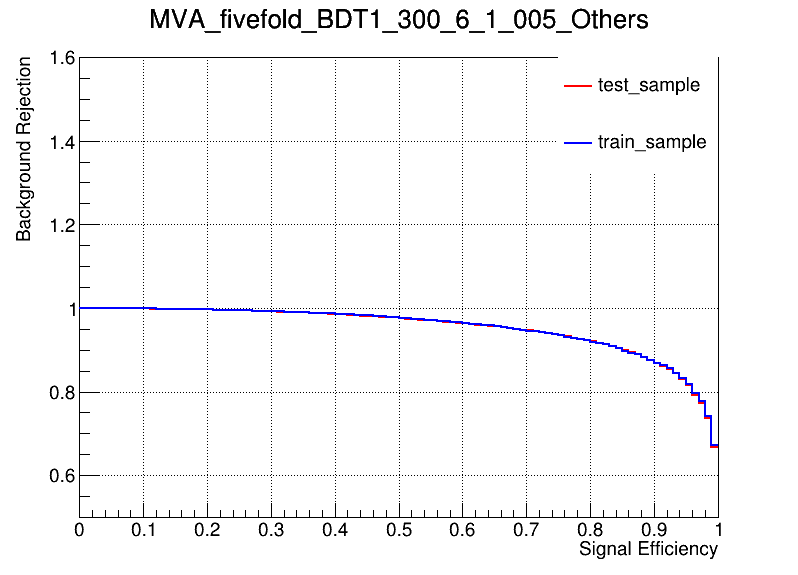 MVA_fivefold_BDT1_300_6_1_005_Others
Background Rejection
1.6
1.4
1.2
1
0.8
0.6
test_sample
train_sample
0 0.1 0.2 0.3 0.4 0.5 0.6 0.7 0.8 0.9 1
Signal Efficiency